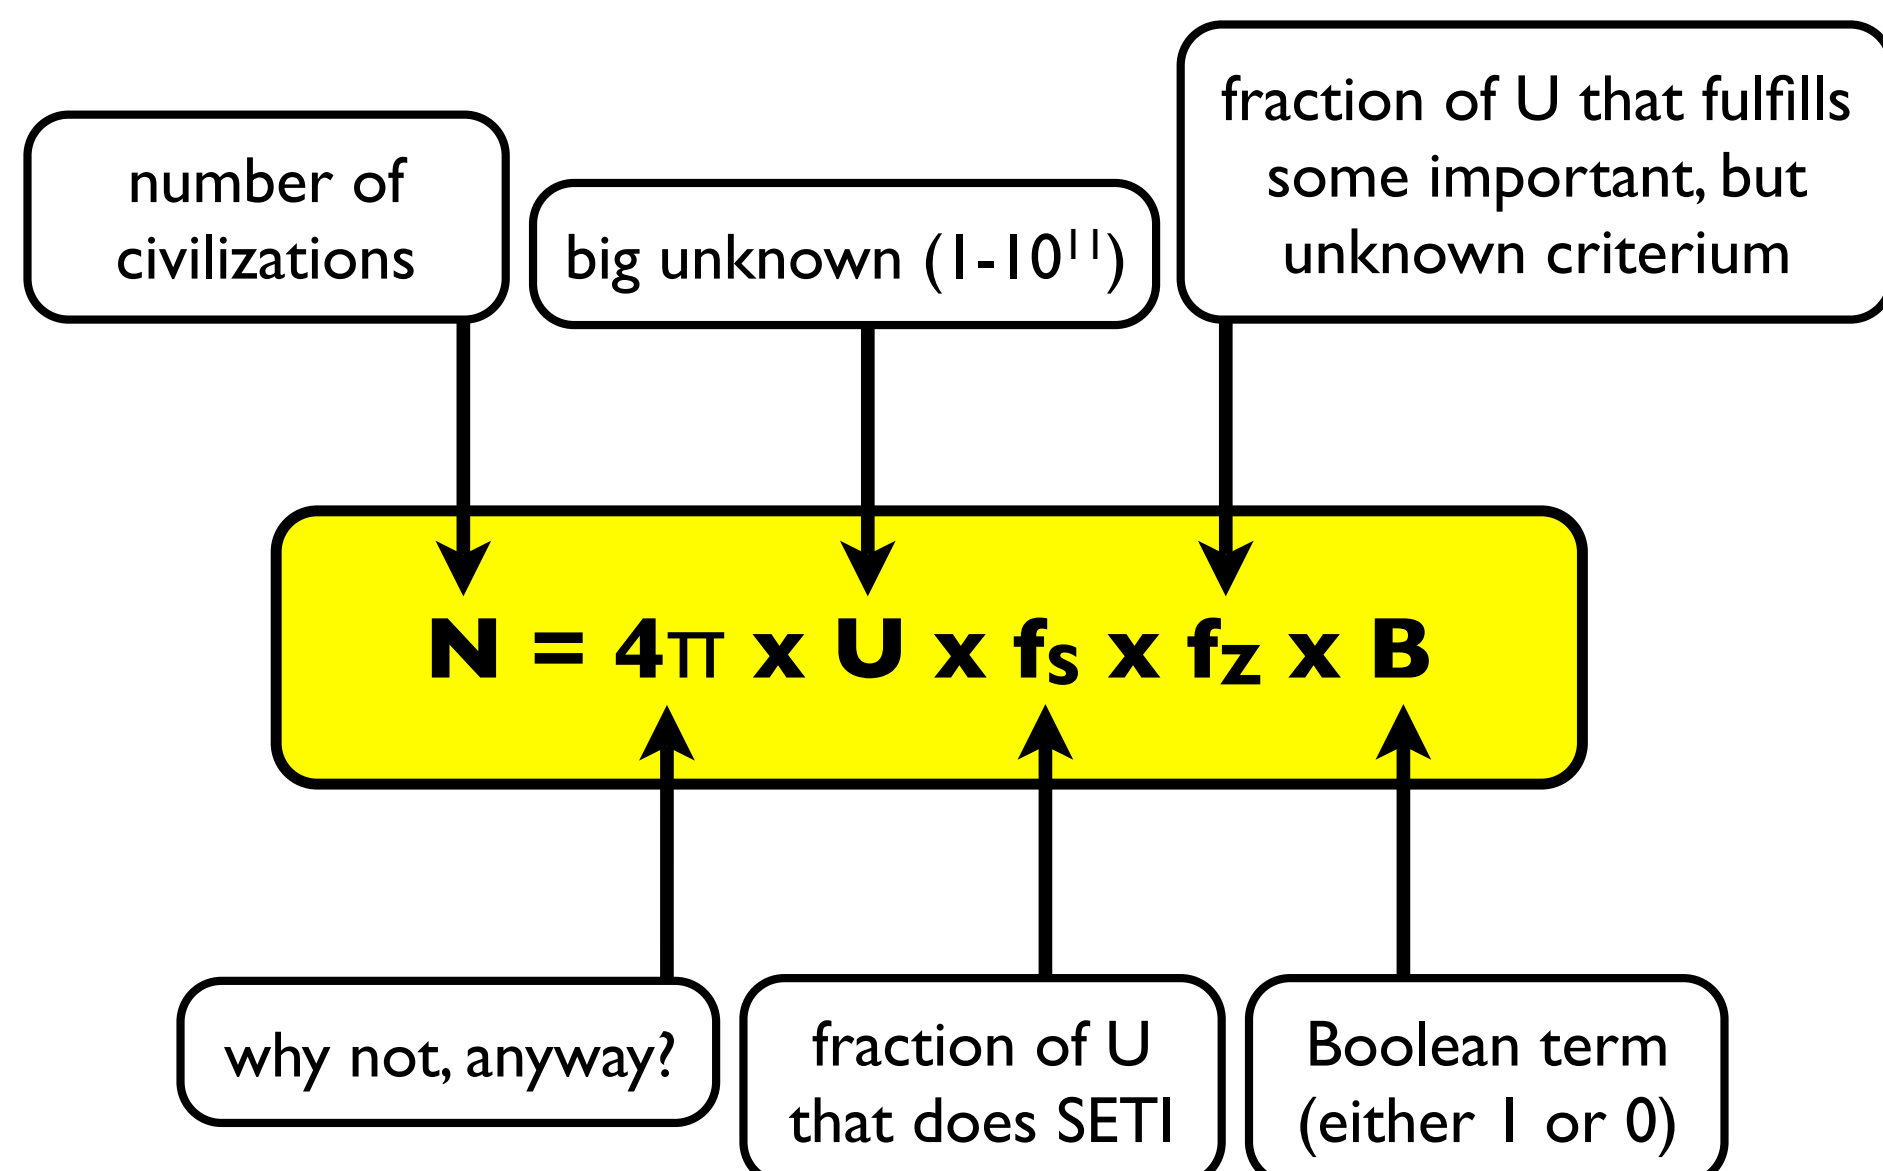 number of
civilizations
big unknown (1-10¹¹)
fraction of U that fulfills
some important, but
unknown criterium
N = 4π x U x fs x fz x B
why not, anyway?
fraction of U
that does SETI
Boolean term
(either 1 or 0)